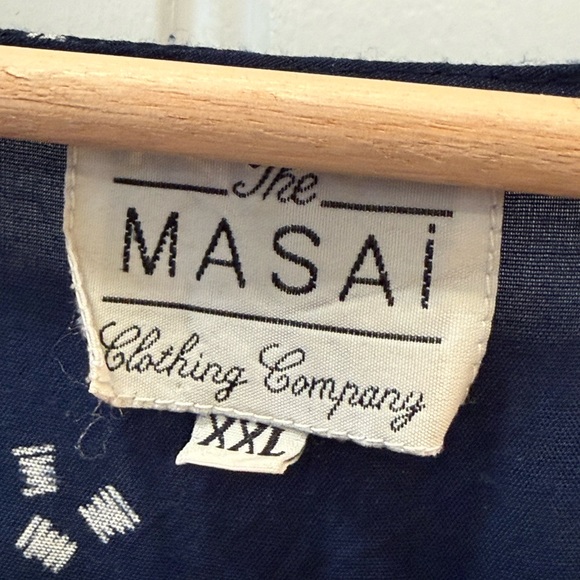 The
MASAi
Clothing Company
XXL